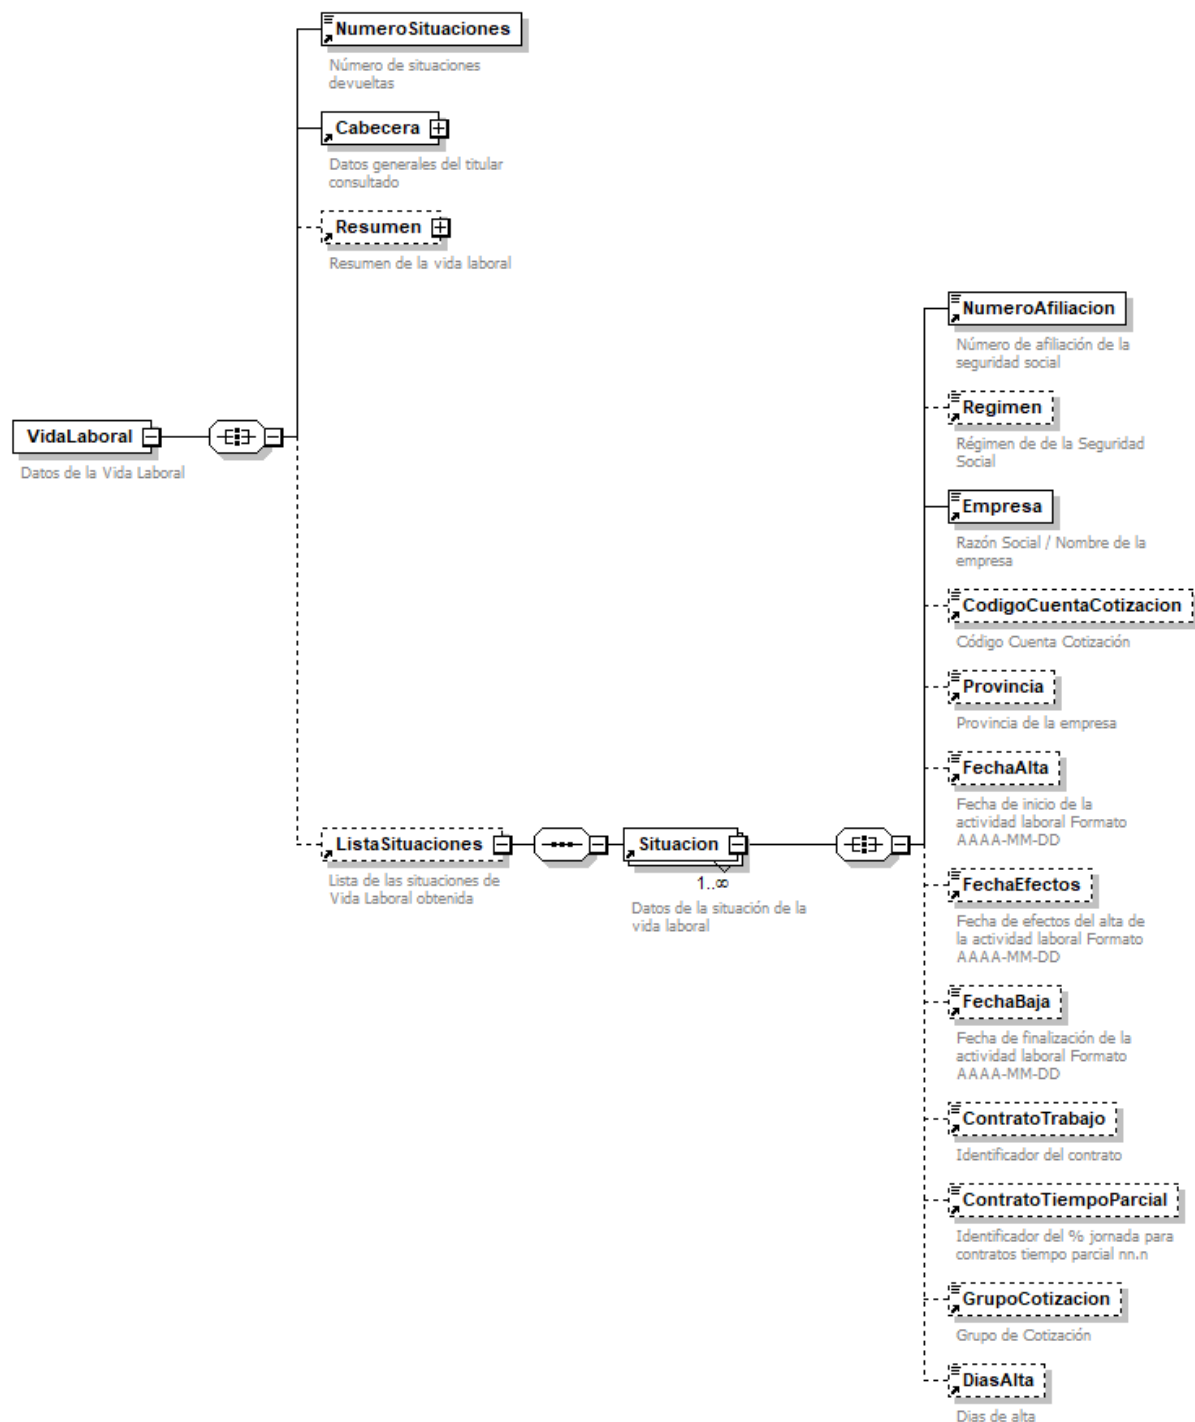 NumeroSituaciones
Número de situaciones
devueltas
Cabecera
Datos generales del titular
consultado
Resumen
Resumen de la vida laboral
VidaLaboral
Datos de la Vida Laboral
ListaSituaciones
Lista de las situaciones de
Vida Laboral obtenida
Situacion
1..∞
Datos de la situación de la
vida laboral
NumeroAfiliacion
Número de afiliación de la
seguridad social
Regimen
Régimen de de la Seguridad
Social
Empresa
Razón Social / Nombre de la
empresa
CodigoCuentaCotizacion
Código Cuenta Cotización
Provincia
Provincia de la empresa
FechaAlta
Fecha de inicio de la
actividad laboral Formato
AAAA-MM-DD
FechaEfectos
Fecha de efectos del alta de
la actividad laboral Formato
AAAA-MM-DD
FechaBaja
Fecha de finalización de la
actividad laboral Formato
AAAA-MM-DD
ContratoTrabajo
Identificador del contrato
ContratoTiempoParcial
Identificador del % jornada para
contratos tiempo parcial nn.n
GrupoCotizacion
Grupo de Cotización
DiasAlta
Dias de alta